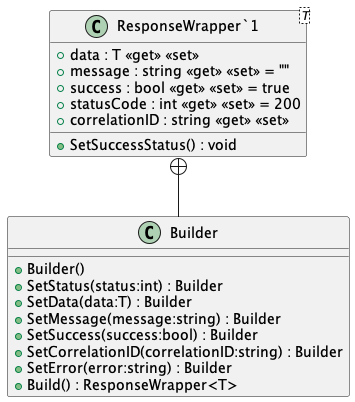 C ResponseWrapper`1
T
data : T «get» «set»
message : string «get» «set» = ""
success : bool «get» «set» = true
statusCode : int «get» «set» = 200
correlationID : string «get» «set»
SetSuccessStatus() : void
C Builder
Builder()
SetStatus(status:int) : Builder
SetData(data:T) : Builder
SetMessage(message:string) : Builder
SetSuccess(success:bool) : Builder
SetCorrelationID(correlationID:string) : Builder
SetError(error:string) : Builder
Build() : ResponseWrapper<T>